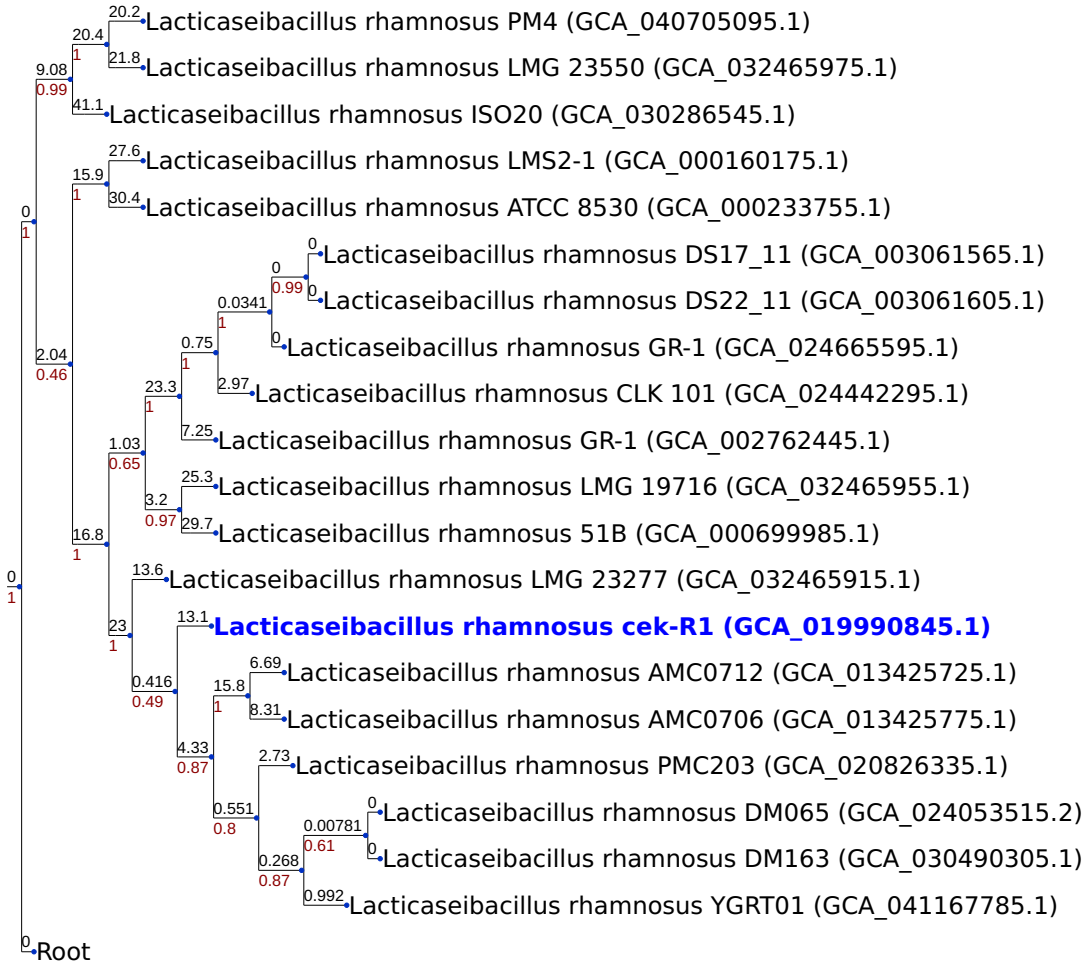 20.2 Lacticaseibacillus rhamnosus PM4 (GCA_040705095.1)
20.4
1
21.8 Lacticaseibacillus rhamnosus LMG 23550 (GCA_032465975.1)
9.08
0.99
41.1 Lacticaseibacillus rhamnosus ISO20 (GCA_030286545.1)
27.6 Lacticaseibacillus rhamnosus LMS2-1 (GCA_000160175.1)
15.9
1
30.4 Lacticaseibacillus rhamnosus ATCC 8530 (GCA_000233755.1)
0
1
0 Lacticaseibacillus rhamnosus DS17_11 (GCA_003061565.1)
0
0.99
0 Lacticaseibacillus rhamnosus DS22_11 (GCA_003061605.1)
0.0341
1
0 Lacticaseibacillus rhamnosus GR-1 (GCA_024665595.1)
0.75
1
2.04
0.46
2.97 Lacticaseibacillus rhamnosus CLK 101 (GCA_024442295.1)
23.3
1
7.25 Lacticaseibacillus rhamnosus GR-1 (GCA_002762445.1)
1.03
0.65
25.3 Lacticaseibacillus rhamnosus LMG 19716 (GCA_032465955.1)
3.2
0.97
29.7 Lacticaseibacillus rhamnosus 51B (GCA_000699985.1)
16.8
1
13.6 Lacticaseibacillus rhamnosus LMG 23277 (GCA_032465915.1)
0
1
13.1 Lacticaseibacillus rhamnosus cek-R1 (GCA_019990845.1)
23
1
6.69 Lacticaseibacillus rhamnosus AMC0712 (GCA_013425725.1)
0.416
0.49
15.8
1
8.31 Lacticaseibacillus rhamnosus AMC0706 (GCA_013425775.1)
4.33
0.87
2.73 Lacticaseibacillus rhamnosus PMC203 (GCA_020826335.1)
0.551
0.8
0 Lacticaseibacillus rhamnosus DM065 (GCA_024053515.2)
0.00781
0.61
0 Lacticaseibacillus rhamnosus DM163 (GCA_030490305.1)
0.268
0.87
0.992 Lacticaseibacillus rhamnosus YGRT01 (GCA_041167785.1)
0 Root